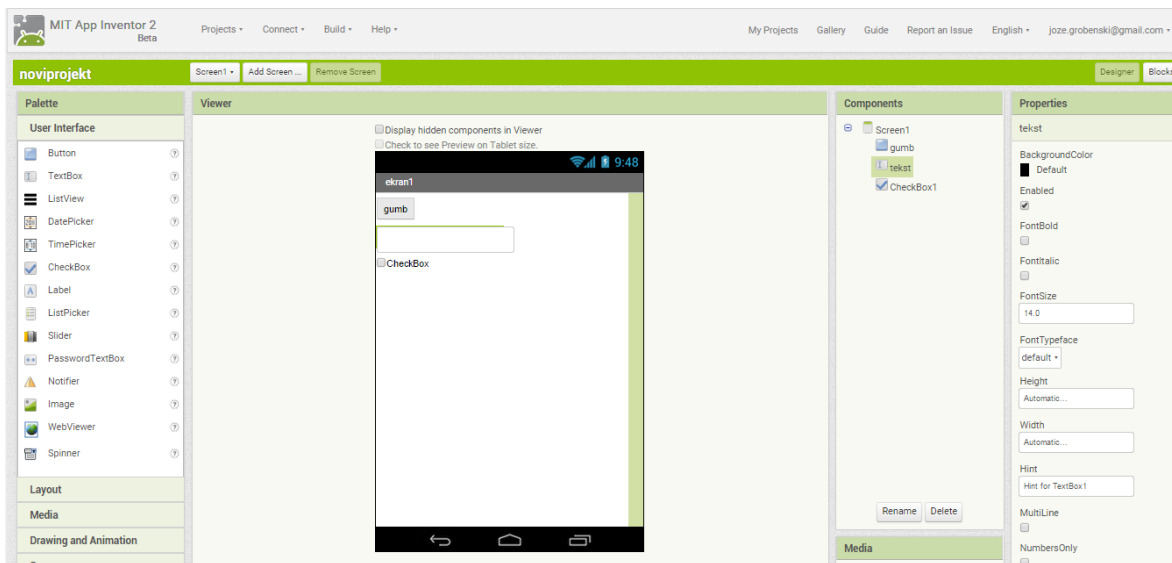 MIT App Inventor 2
Beta
Projects Connect Build Help
My Projects Gallery Guide Report an Issue English joze.grobenski@gmail.com
noviprojekt
Screen1 Add Screen ... Remove Screen
Designer Blocks
Palette
User Interface
Button
TextBox
ListView
DatePicker
TimePicker
CheckBox
Label
ListPicker
Slider
PasswordTextBox
Notifier
Image
WebViewer
Spinner
Layout
Media
Drawing and Animation
Viewer
Display hidden components in Viewer
Check to see Preview on Tablet size.
9:48
ekran1
gumb
CheckBox
Components
Screen1
gumb
tekst
CheckBox1
Rename Delete
Media
Properties
tekst
BackgroundColor
Default
Enabled
FontBold
FontItalic
FontSize
14.0
FontTypeface
default
Height
Automatic...
Width
Automatic...
Hint
Hint for TextBox1
MultiLine
NumbersOnly